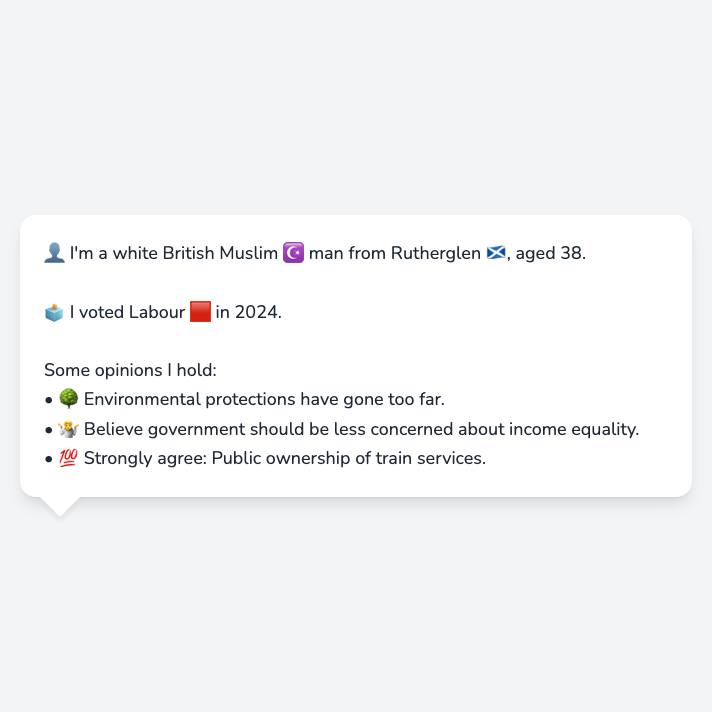 👤 I'm a white British Muslim ☪️ man from Rutherglen 🏴󠁧󠁢󠁳󠁣󠁴󠁿, aged 38.
🗳️ I voted Labour 🟥 in 2024.
Some opinions I hold:
• 🌳 Environmental protections have gone too far.
• 🤷 Believe government should be less concerned about income equality.
• 💯 Strongly agree: Public ownership of train services.